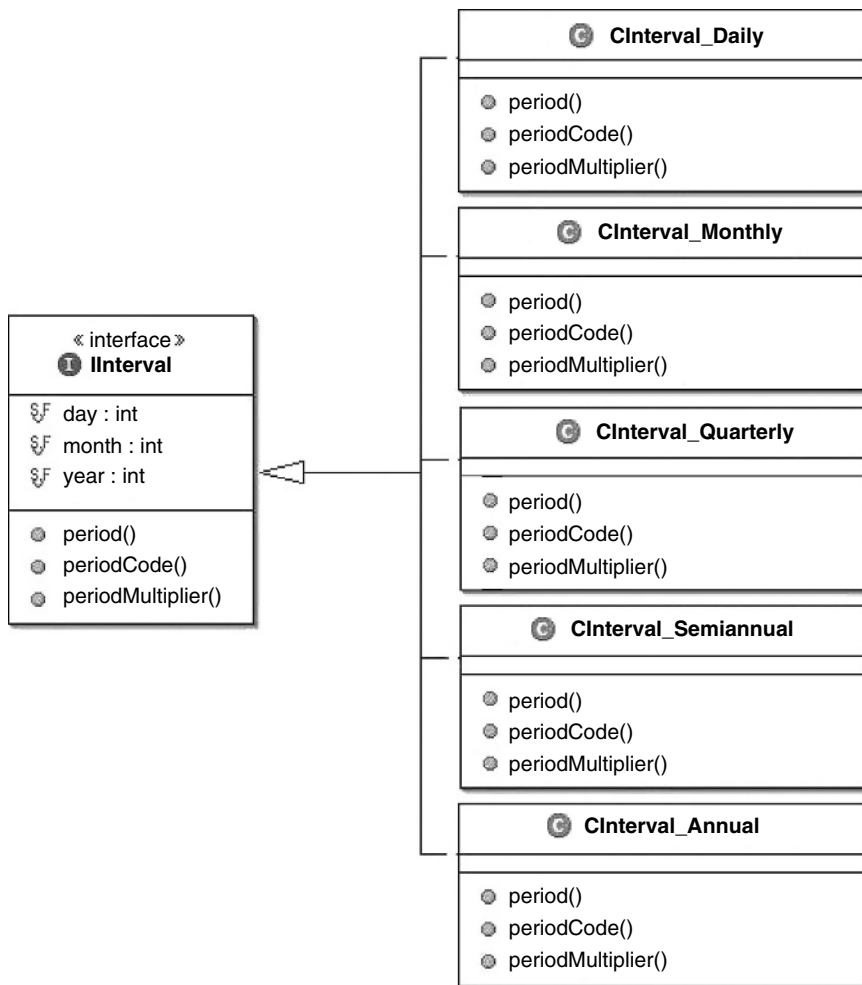 « interface »
I IInterval
S F day : int
S F month : int
S F year : int
period()
periodCode()
periodMultiplier()
C CInterval_Daily
period()
periodCode()
periodMultiplier()
C CInterval_Monthly
period()
periodCode()
periodMultiplier()
C CInterval_Quarterly
period()
periodCode()
periodMultiplier()
C CInterval_Semiannual
period()
periodCode()
periodMultiplier()
C CInterval_Annual
period()
periodCode()
periodMultiplier()